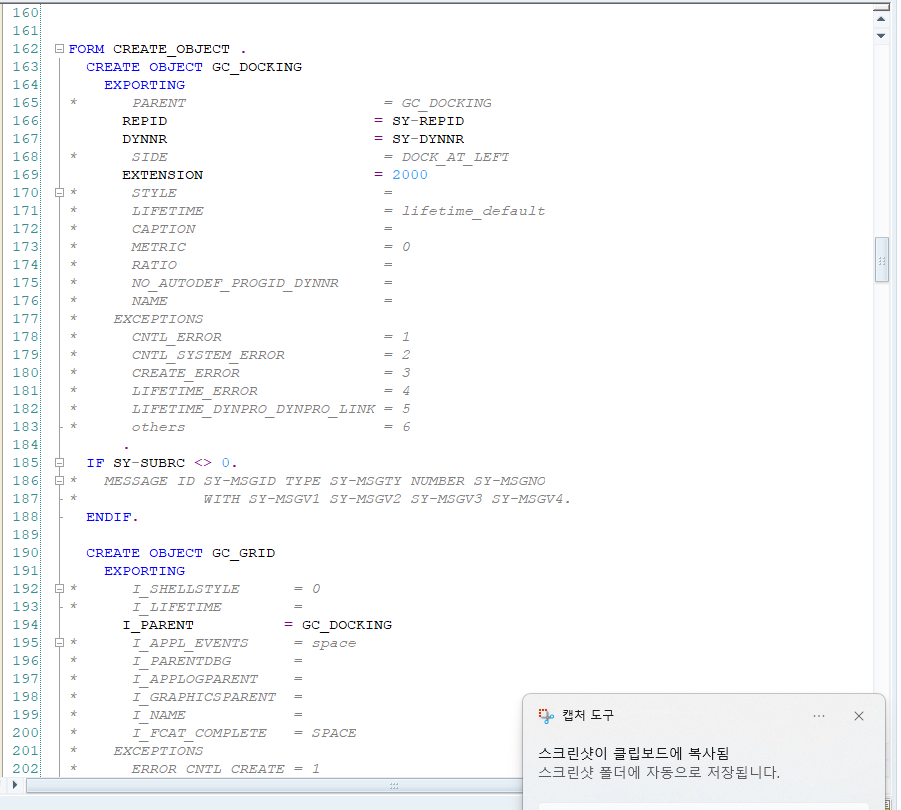 160
161
162 FORM CREATE_OBJECT .
163 CREATE OBJECT GC_DOCKING
164 EXPORTING
165 * PARENT = GC_DOCKING
166 REPID = SY-REPID
167 DYNNR = SY-DYNNR
168 * SIDE = DOCK_AT_LEFT
169 EXTENSION = 2000
170 * STYLE =
171 * LIFETIME = lifetime_default
172 * CAPTION =
173 * METRIC = 0
174 * RATIO =
175 * NO_AUTODEF_PROGID_DYNNR =
176 * NAME =
177 * EXCEPTIONS
178 * CNTL_ERROR = 1
179 * CNTL_SYSTEM_ERROR = 2
180 * CREATE_ERROR = 3
181 * LIFETIME_ERROR = 4
182 * LIFETIME_DYNPRO_DYNPRO_LINK = 5
183 * others = 6
184 .
185 IF SY-SUBRC <> 0.
186 * MESSAGE ID SY-MSGID TYPE SY-MSGTY NUMBER SY-MSGNO
187 * WITH SY-MSGV1 SY-MSGV2 SY-MSGV3 SY-MSGV4.
188 ENDIF.
189
190 CREATE OBJECT GC_GRID
191 EXPORTING
192 * I_SHELLSTYLE = 0
193 * I_LIFETIME =
194 I_PARENT = GC_DOCKING
195 * I_APPL_EVENTS = space
196 * I_PARENTDBG =
197 * I_APPLOGPARENT =
198 * I_GRAPHICSPARENT =
199 * I_NAME =
200 * I_FCAT_COMPLETE = SPACE
201 * EXCEPTIONS
202 * ERROR_CNTL_CREATE = 1
캡처 도구
스크린샷이 클립보드에 복사됨
스크린샷 폴더에 자동으로 저장됩니다.